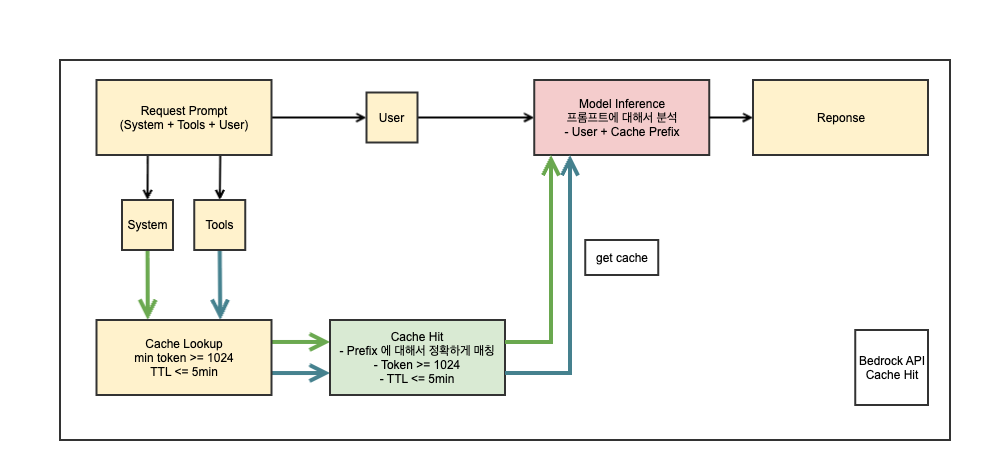 Request Prompt
(System + Tools + User)
User
Model Inference
프롬프트에 대해서 분석
- User + Cache Prefix
Reponse
System
Tools
get cache
Cache Lookup
min token >= 1024
TTL <= 5min
Cache Hit
- Prefix 에 대해서 정확하게 매칭
- Token >= 1024
- TTL <= 5min
Bedrock API
Cache Hit